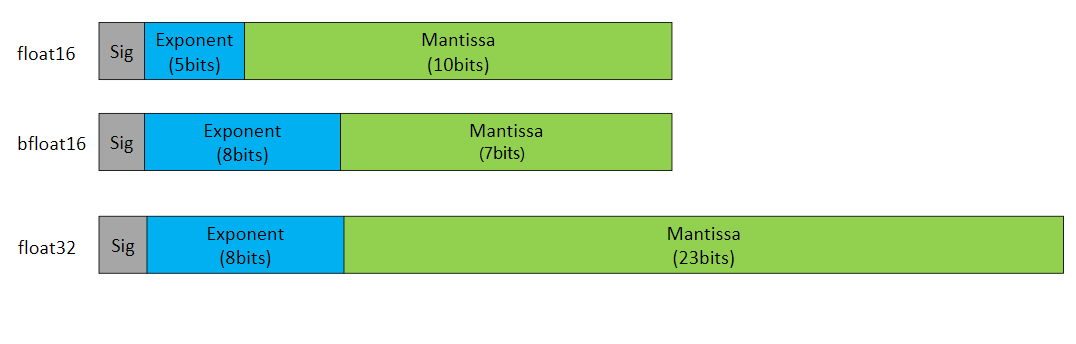 float16
Sig
Exponent
(5bits)
Mantissa
(10bits)
bfloat16
Sig
Exponent
(8bits)
Mantissa
(7bits)
float32
Sig
Exponent
(8bits)
Mantissa
(23bits)